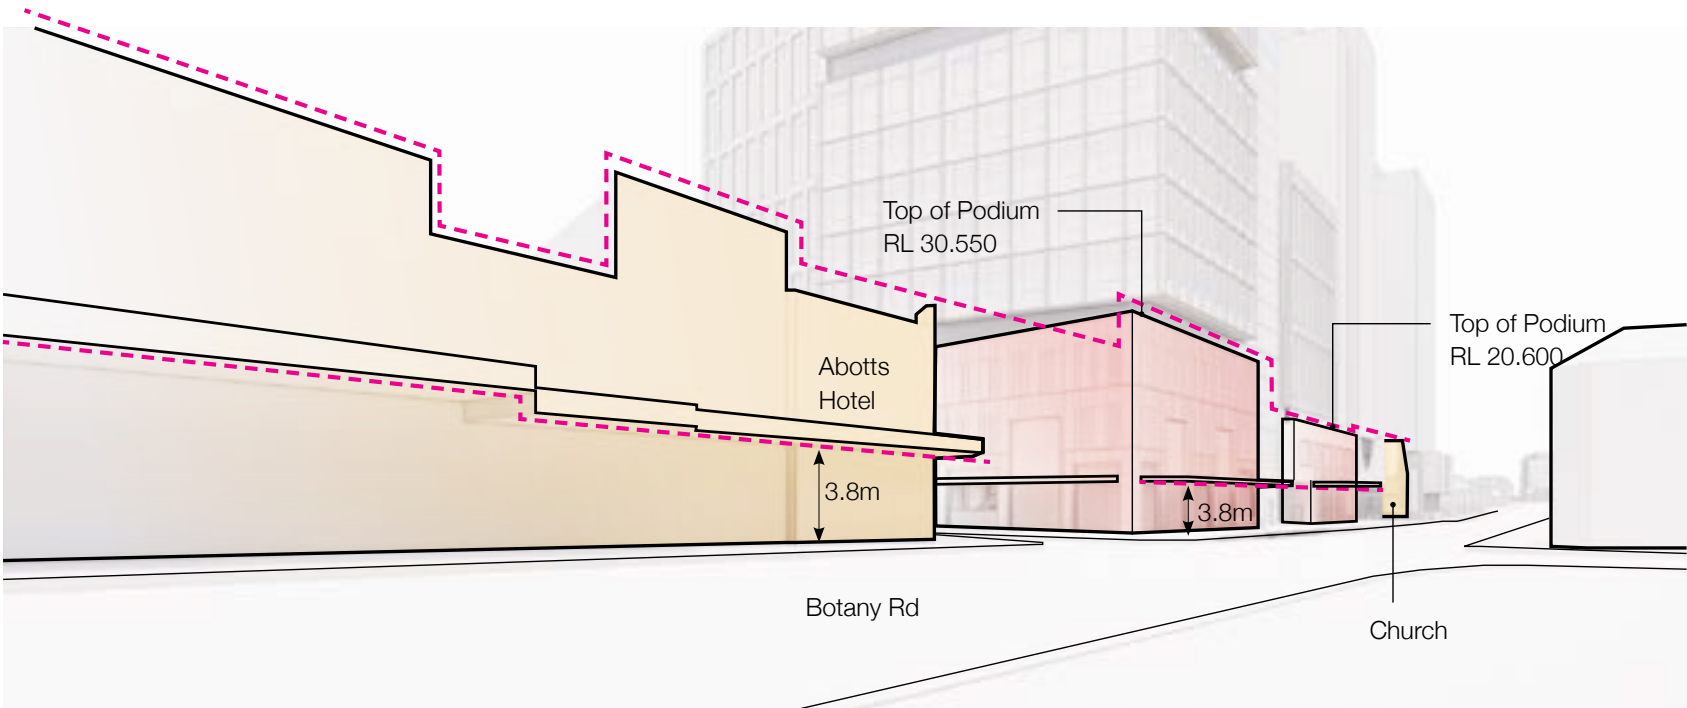 Top of Podium
RL 30.550
Top of Podium
RL 20.600
Abotts
Hotel
3.8m
3.8m
Botany Rd
Church